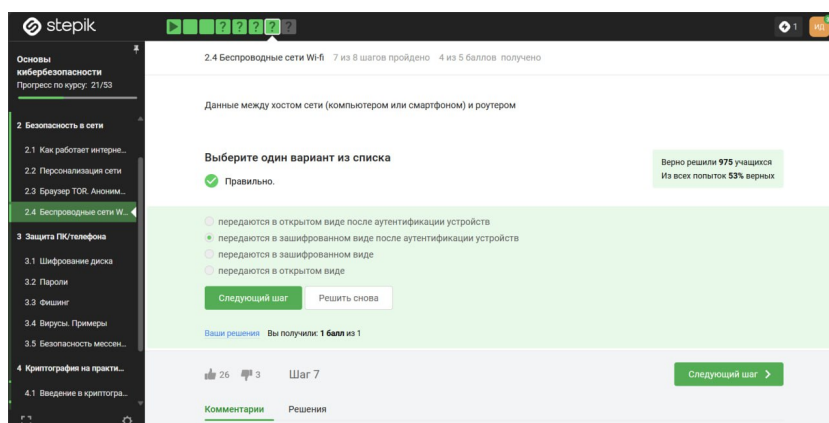 stepik
? ? ? ? ?
1
ИД
Основы
кибербезопасности
Прогресс по курсу: 21/53
2 Безопасность в сети
2.1 Как работает интерне...
2.2 Персонализация сети
2.3 Браузер TOR. Аноним...
2.4 Беспроводные сети W...
3 Защита ПК/телефона
3.1 Шифрование диска
3.2 Пароли
3.3 Фишинг
3.4 Вирусы. Примеры
3.5 Безопасность мессен...
4 Криптография на практи...
4.1 Введение в криптогра...
2.4 Беспроводные сети Wi-fi 7 из 8 шагов пройдено 4 из 5 баллов получено
Данные между хостом сети (компьютером или смартфоном) и роутером
Выберите один вариант из списка
Правильно.
Верно решили 975 учащихся
Из всех попыток 53% верных
передаются в открытом виде после аутентификации устройств
передаются в зашифрованном виде после аутентификации устройств
передаются в зашифрованном виде
передаются в открытом виде
Следующий шаг Решить снова
Ваши решения Вы получили: 1 балл из 1
26 3 Шаг 7
Следующий шаг
Комментарии Решения